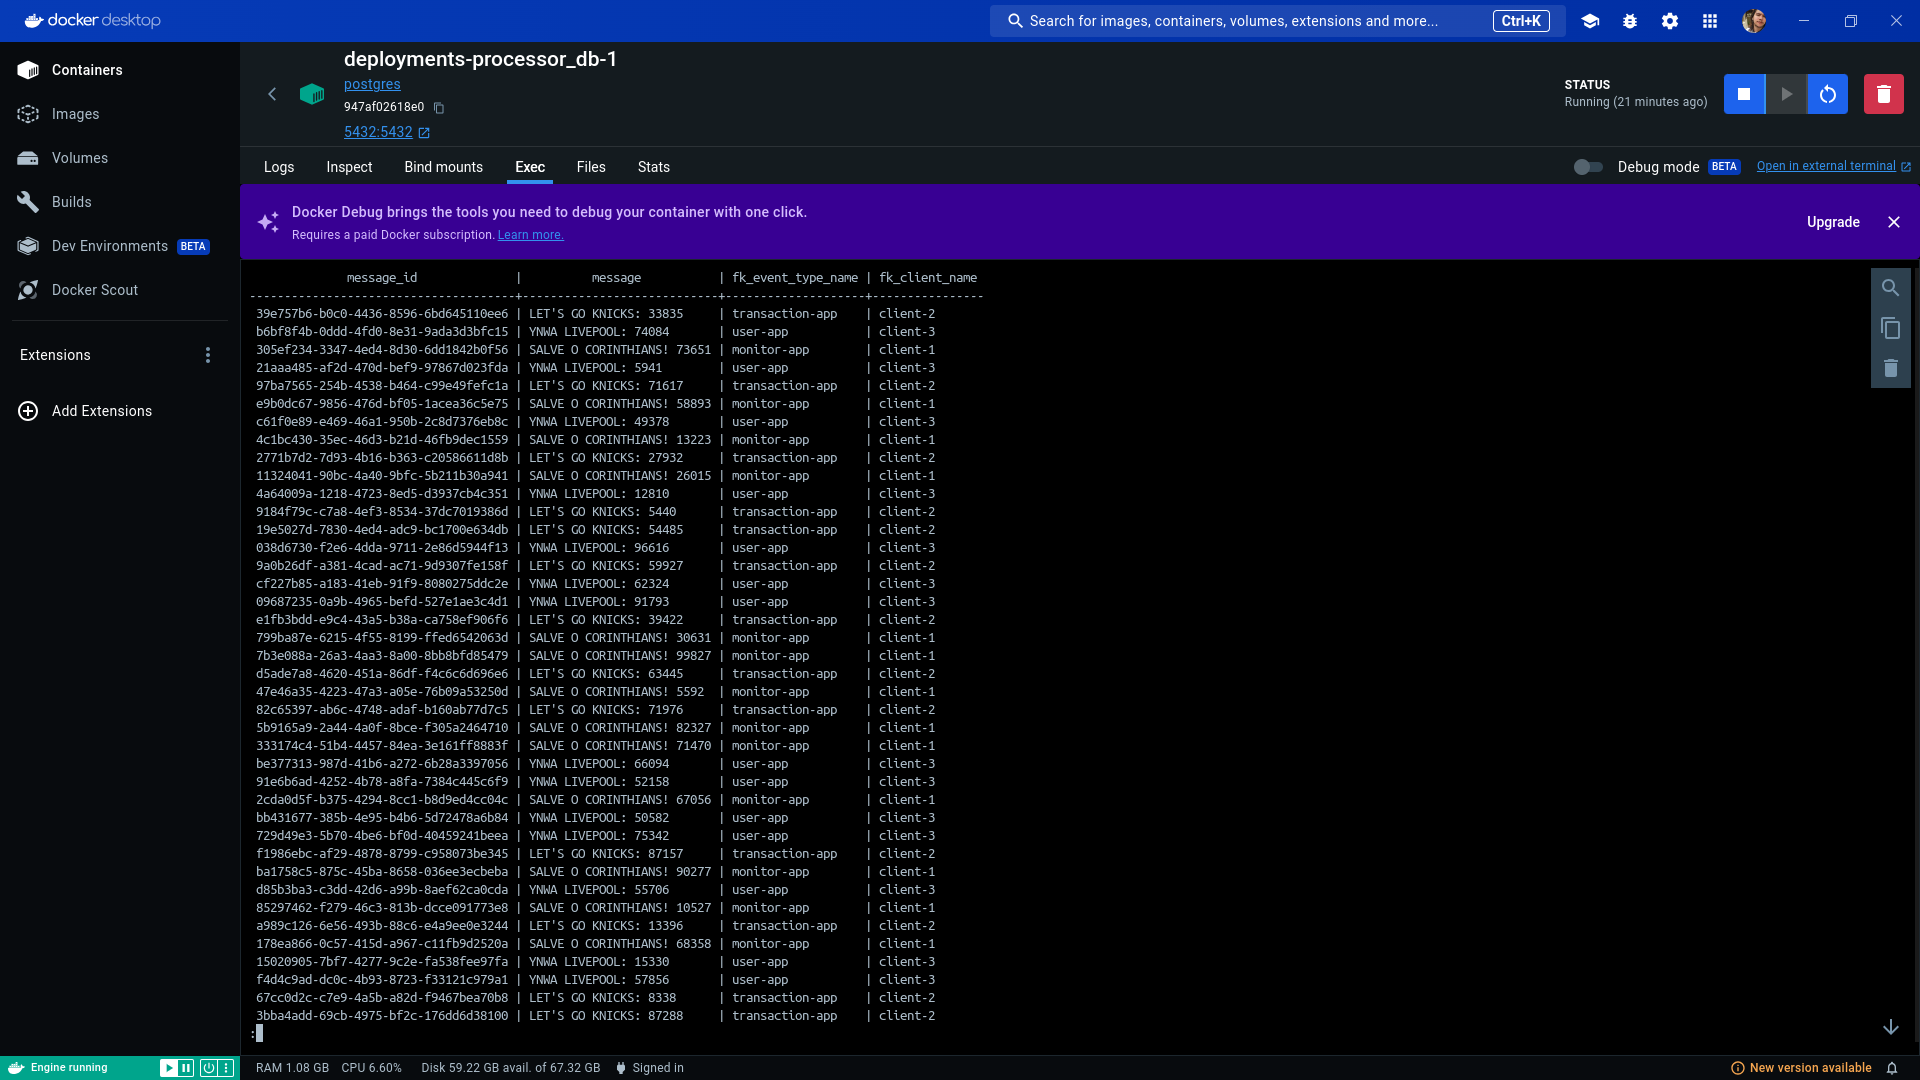 docker desktop
Search for images, containers, volumes, extensions and more... Ctrl+K
Containers
Images
Volumes
Builds
Dev Environments BETA
Docker Scout
Extensions
Add Extensions
deployments-processor_db-1
postgres
947af02618e0
5432:5432
STATUS
Running (21 minutes ago)
Logs Inspect Bind mounts Exec Files Stats
Debug mode BETA Open in external terminal
Docker Debug brings the tools you need to debug your container with one click.
Requires a paid Docker subscription. Learn more.
Upgrade
message_id | message | fk_event_type_name | fk_client_name
--------------------------------------+----------------------------+--------------------+----------------
39e757b6-b0c0-4436-8596-6bd645110ee6 | LET'S GO KNICKS: 33835 | transaction-app | client-2
b6bf8f4b-0ddd-4fd0-8e31-9ada3d3bfc15 | YNWA LIVEPOOL: 74084 | user-app | client-3
305ef234-3347-4ed4-8d30-6dd1842b0f56 | SALVE O CORINTHIANS! 73651 | monitor-app | client-1
21aaa485-af2d-470d-bef9-97867d023fda | YNWA LIVEPOOL: 5941 | user-app | client-3
97ba7565-254b-4538-b464-c99e49fefc1a | LET'S GO KNICKS: 71617 | transaction-app | client-2
e9b0dc67-9856-476d-bf05-1acea36c5e75 | SALVE O CORINTHIANS! 58893 | monitor-app | client-1
c61f0e89-e469-46a1-950b-2c8d7376eb8c | YNWA LIVEPOOL: 49378 | user-app | client-3
4c1bc430-35ec-46d3-b21d-46fb9dec1559 | SALVE O CORINTHIANS! 13223 | monitor-app | client-1
2771b7d2-7d93-4b16-b363-c20586611d8b | LET'S GO KNICKS: 27932 | transaction-app | client-2
11324041-90bc-4a40-9bfc-5b211b30a941 | SALVE O CORINTHIANS! 26015 | monitor-app | client-1
4a64009a-1218-4723-8ed5-d3937cb4c351 | YNWA LIVEPOOL: 12810 | user-app | client-3
9184f79c-c7a8-4ef3-8534-37dc7019386d | LET'S GO KNICKS: 5440 | transaction-app | client-2
19e5027d-7830-4ed4-adc9-bc1700e634db | LET'S GO KNICKS: 54485 | transaction-app | client-2
038d6730-f2e6-4dda-9711-2e86d5944f13 | YNWA LIVEPOOL: 96616 | user-app | client-3
9a0b26df-a381-4cad-ac71-9d9307fe158f | LET'S GO KNICKS: 59927 | transaction-app | client-2
cf227b85-a183-41eb-91f9-8080275ddc2e | YNWA LIVEPOOL: 62324 | user-app | client-3
09687235-0a9b-4965-befd-527e1ae3c4d1 | YNWA LIVEPOOL: 91793 | user-app | client-3
e1fb3bdd-e9c4-43a5-b38a-ca758ef906f6 | LET'S GO KNICKS: 39422 | transaction-app | client-2
799ba87e-6215-4f55-8199-ffed6542063d | SALVE O CORINTHIANS! 30631 | monitor-app | client-1
7b3e088a-26a3-4aa3-8a00-8bb8bfd85479 | SALVE O CORINTHIANS! 99827 | monitor-app | client-1
d5ade7a8-4620-451a-86df-f4c6c6d696e6 | LET'S GO KNICKS: 63445 | transaction-app | client-2
47e46a35-4223-47a3-a05e-76b09a53250d | SALVE O CORINTHIANS! 5592 | monitor-app | client-1
82c65397-ab6c-4748-adaf-b160ab77d7c5 | LET'S GO KNICKS: 71976 | transaction-app | client-2
5b9165a9-2a44-4a0f-8bce-f305a2464710 | SALVE O CORINTHIANS! 82327 | monitor-app | client-1
333174c4-51b4-4457-84ea-3e161ff8883f | SALVE O CORINTHIANS! 71470 | monitor-app | client-1
be377313-987d-41b6-a272-6b28a3397056 | YNWA LIVEPOOL: 66094 | user-app | client-3
91e6b6ad-4252-4b78-a8fa-7384c445c6f9 | YNWA LIVEPOOL: 52158 | user-app | client-3
2cda0d5f-b375-4294-8cc1-b8d9ed4cc04c | SALVE O CORINTHIANS! 67056 | monitor-app | client-1
bb431677-385b-4e95-b4b6-5d72478a6b84 | YNWA LIVEPOOL: 50582 | user-app | client-3
729d49e3-5b70-4be6-bf0d-40459241beea | YNWA LIVEPOOL: 75342 | user-app | client-3
f1986ebc-af29-4878-8799-c958073be345 | LET'S GO KNICKS: 87157 | transaction-app | client-2
ba1758c5-875c-45ba-8658-036ee3ecbeba | SALVE O CORINTHIANS! 90277 | monitor-app | client-1
d85b3ba3-c3dd-42d6-a99b-8aef62ca0cda | YNWA LIVEPOOL: 55706 | user-app | client-3
85297462-f279-46c3-813b-dcce091773e8 | SALVE O CORINTHIANS! 10527 | monitor-app | client-1
a989c126-6e56-493b-88c6-e4a9ee0e3244 | LET'S GO KNICKS: 13396 | transaction-app | client-2
178ea866-0c57-415d-a967-c11fb9d2520a | SALVE O CORINTHIANS! 68358 | monitor-app | client-1
15020905-7bf7-4277-9c2e-fa538fee97fa | YNWA LIVEPOOL: 15330 | user-app | client-3
f4d4c9ad-dc0c-4b93-8723-f33121c979a1 | YNWA LIVEPOOL: 57856 | user-app | client-3
67cc0d2c-c7e9-4a5b-a82d-f9467bea70b8 | LET'S GO KNICKS: 8338 | transaction-app | client-2
3bba4add-69cb-4975-bf2c-176dd6d38100 | LET'S GO KNICKS: 87288 | transaction-app | client-2
:
Engine running RAM 1.08 GB CPU 6.60% Disk 59.22 GB avail. of 67.32 GB Signed in New version available